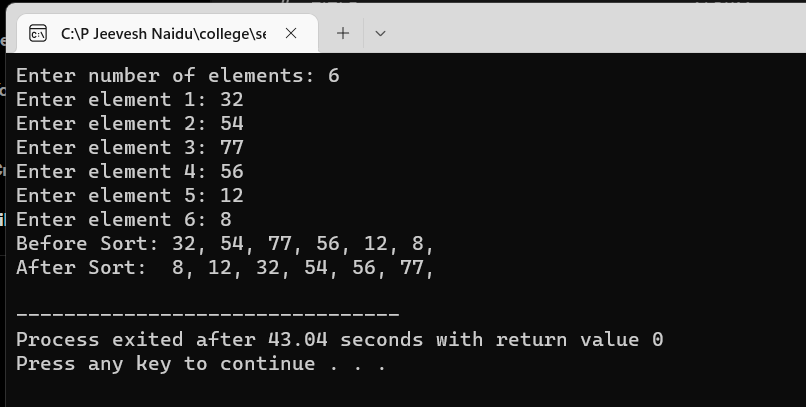 C:\P Jeevesh Naidu\college\se
Enter number of elements: 6
Enter element 1: 32
Enter element 2: 54
Enter element 3: 77
Enter element 4: 56
Enter element 5: 12
Enter element 6: 8
Before Sort: 32, 54, 77, 56, 12, 8,
After Sort:  8, 12, 32, 54, 56, 77,
--------------------------------
Process exited after 43.04 seconds with return value 0
Press any key to continue . . .